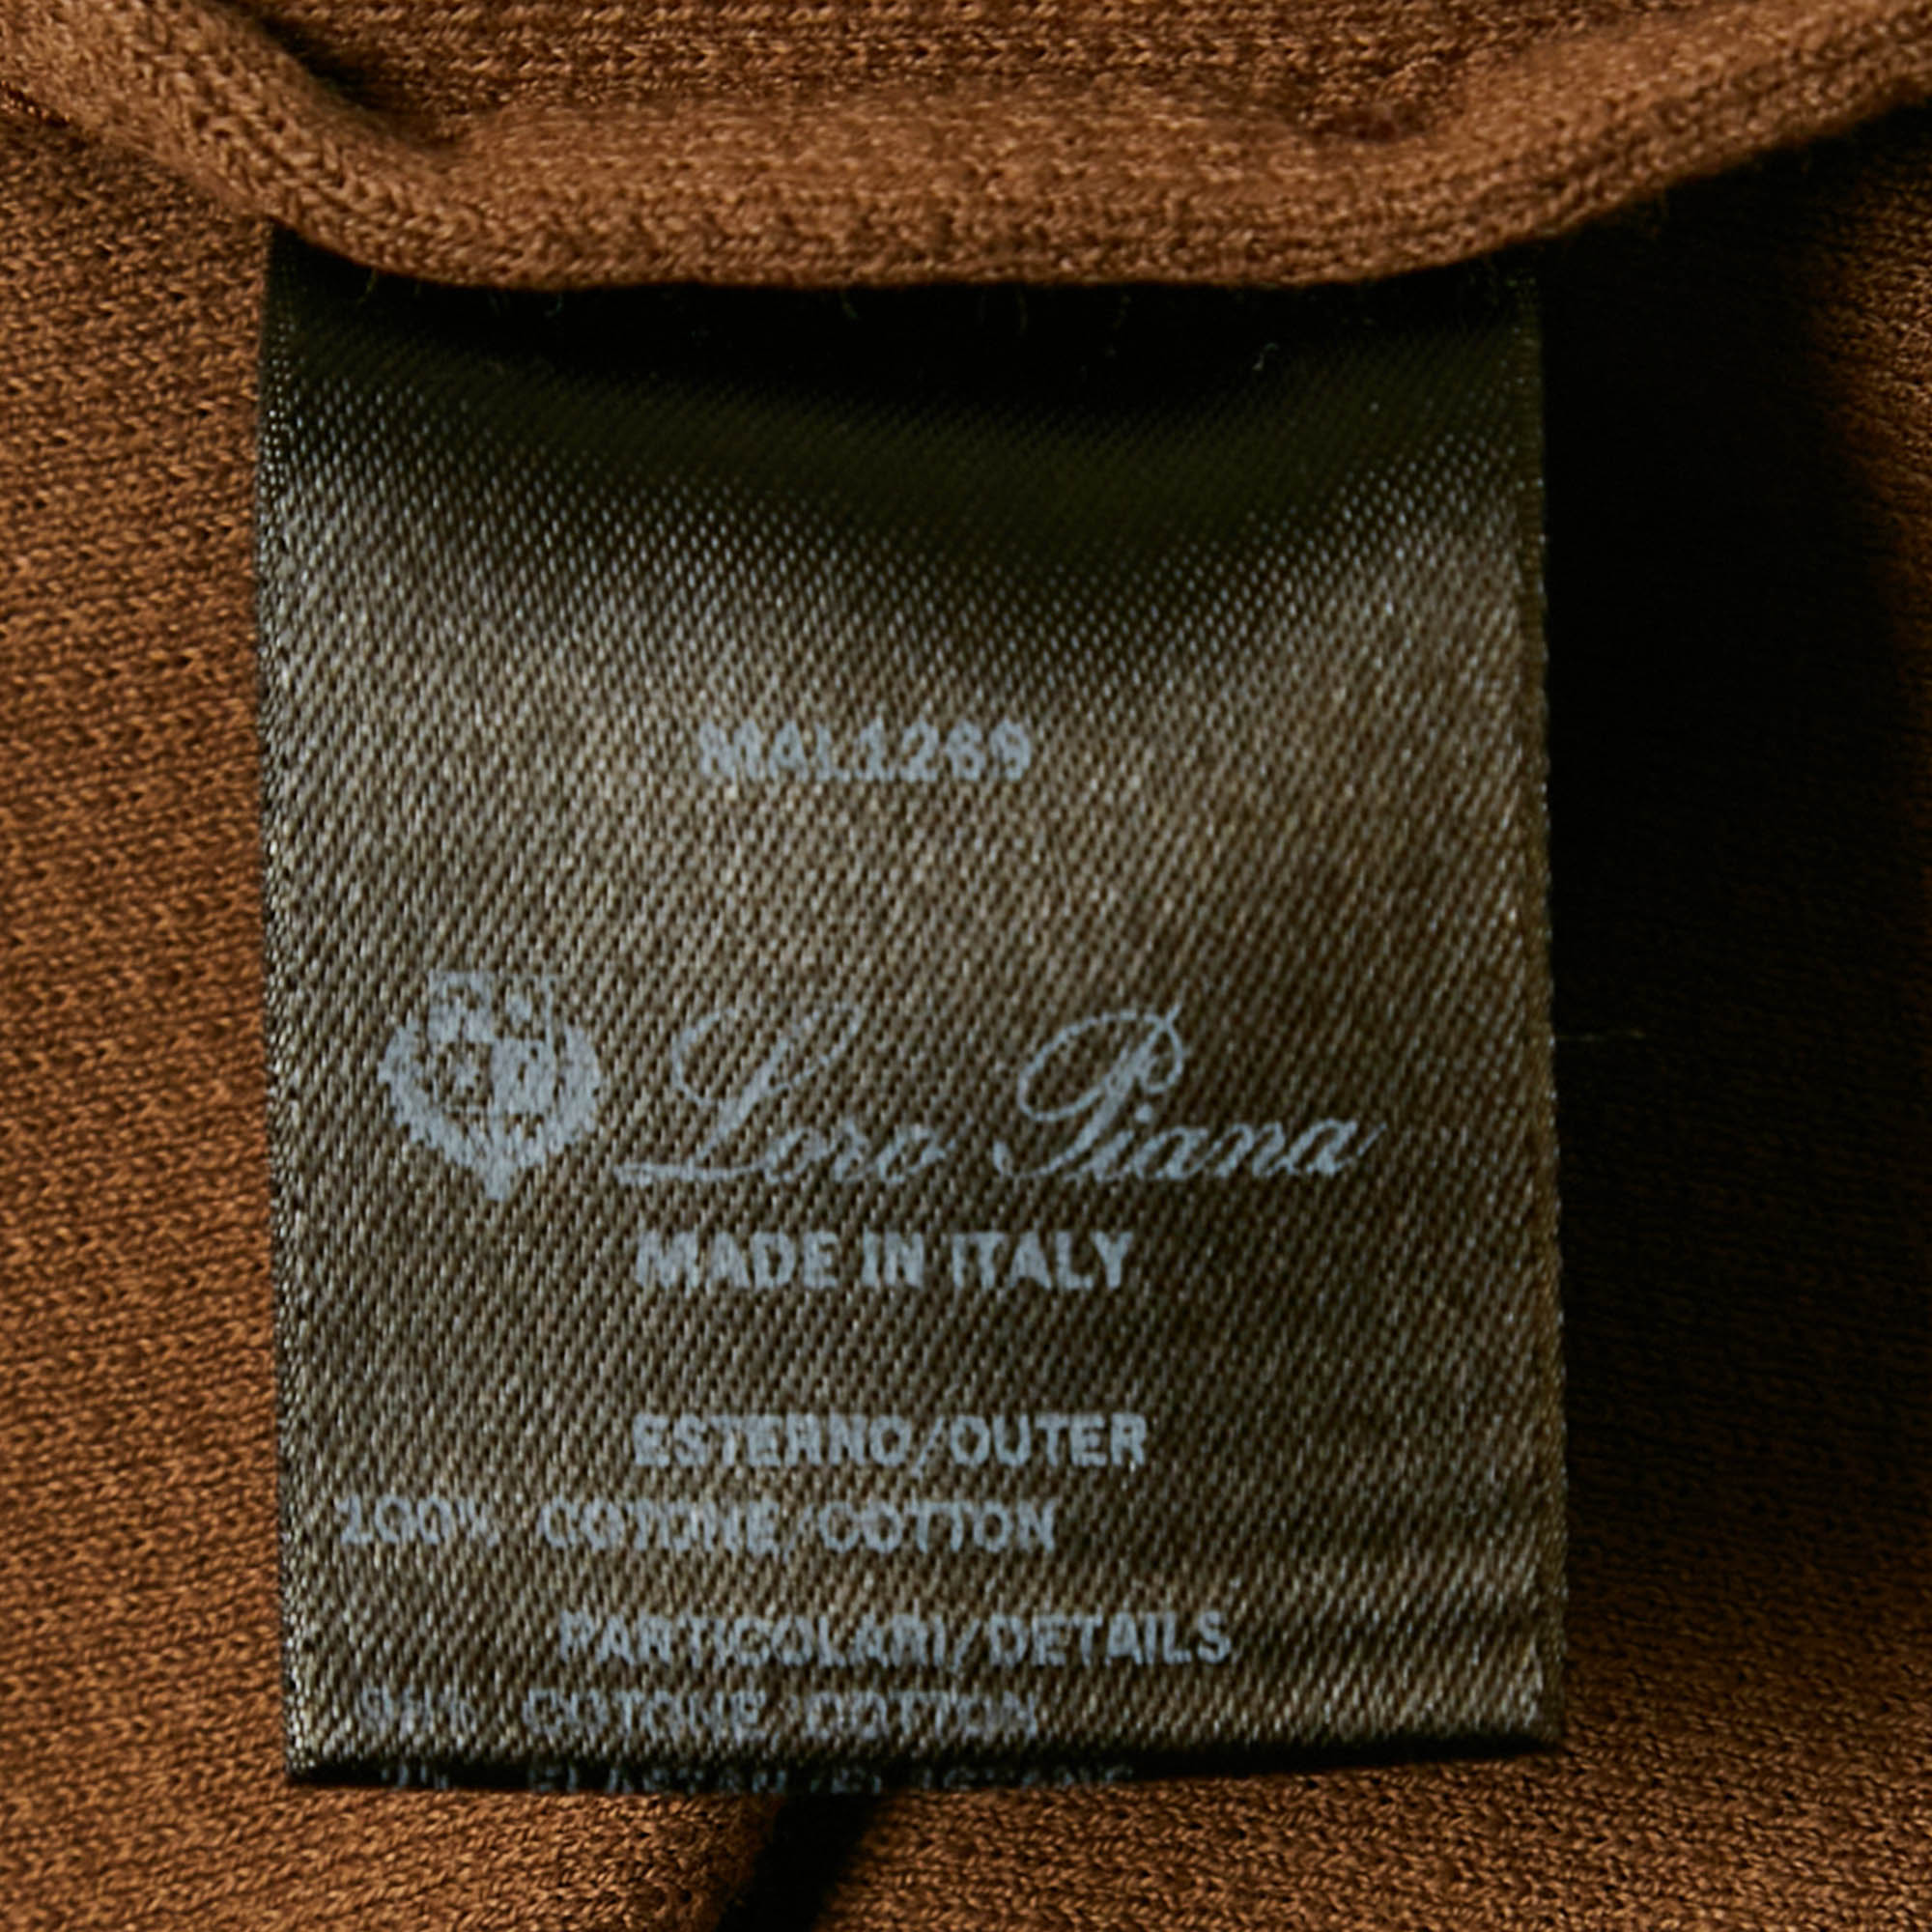 MAL1269
Loro Piana
MADE IN ITALY
ESTERNO/OUTER
100% COTONE/COTTON
PARTICOLARI/DETAILS
COTONE/COTTON